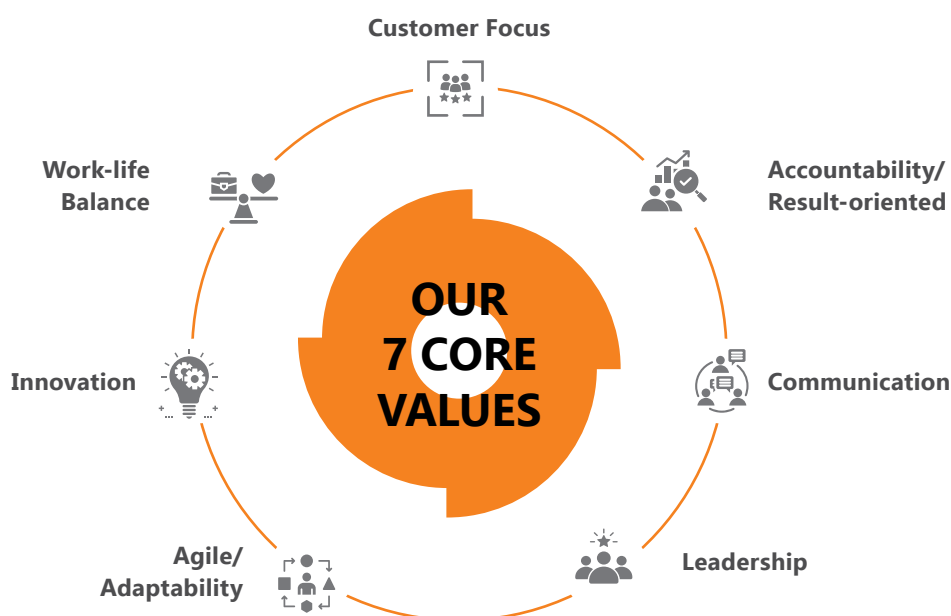 Customer Focus
Work-life
Balance
Accountability/
Result-oriented
OUR
7 CORE
VALUES
Innovation
Communication
Agile/
Adaptability
Leadership